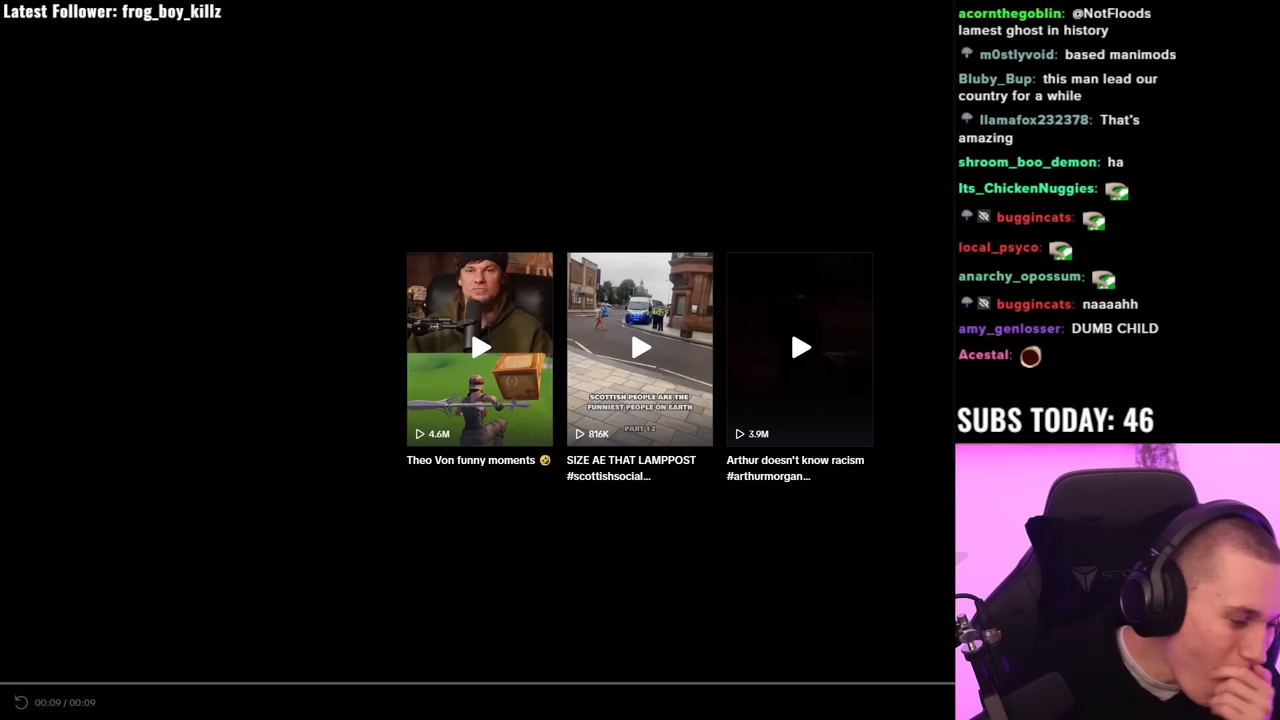 Latest Follower: frog_boy_killz
4.6M
Theo Von funny moments 🤣
SCOTTISH PEOPLE ARE THE
FUNNIEST PEOPLE ON EARTH
PART 12
816K
SIZE AE THAT LAMPPOST
#scottishsocial...
3.9M
Arthur doesn't know racism
#arthurmorgan...
00:09 / 00:09
acornthegoblin: @NotFloods
lamest ghost in history
m0stlyvoid: based manimods
Bluby_Bup: this man lead our
country for a while
llamafox232378: That's
amazing
shroom_boo_demon: ha
Its_ChickenNuggies:
buggincats:
local_psyco:
anarchy_opossum:
buggincats: naaaahh
amy_genlosser: DUMB CHILD
Acestal:
SUBS TODAY: 46